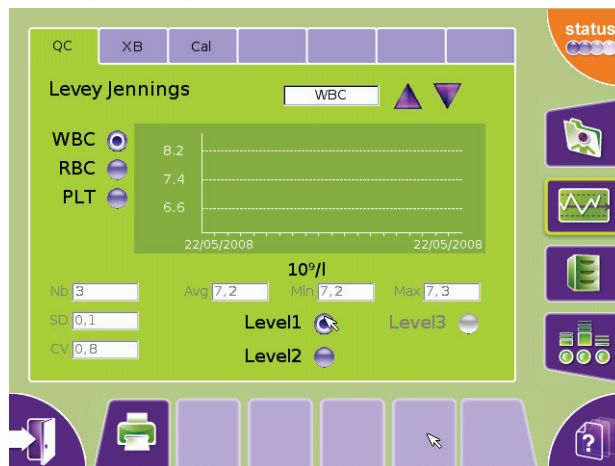 status
QC XB Cal
Levey Jennings WBC
WBC
RBC
PLT
8.2
7.4
6.6
22/05/2008 22/05/2008
10⁹/l
Nb 3 Avg 7,2 Min 7,2 Max 7,3
SD 0,1 Level1 Level3
CV 0,8 Level2
?